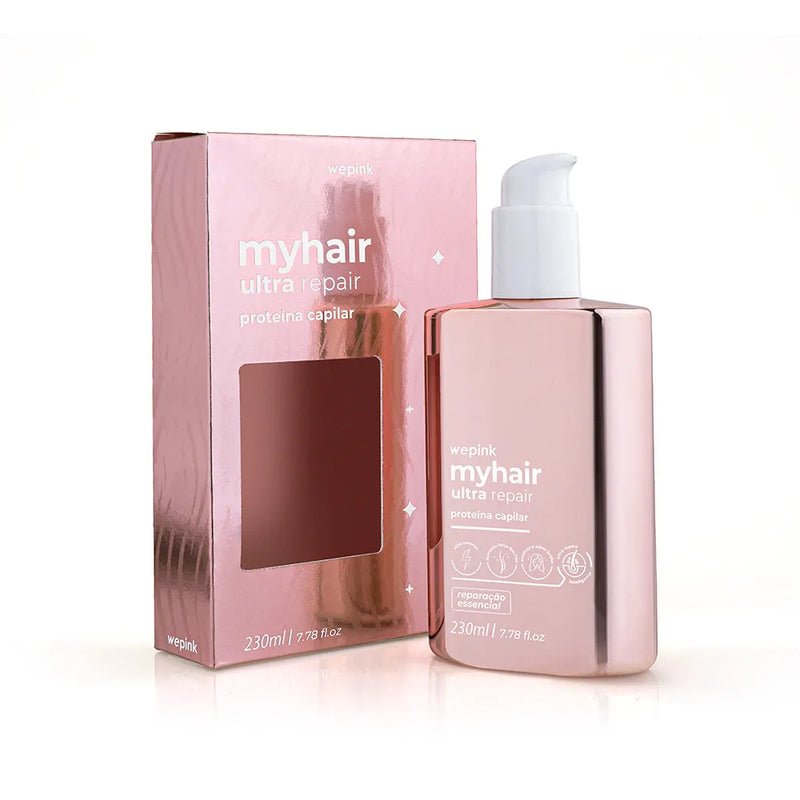 wepink
myhair
ultra repair
proteína capilar
230ml | 7.78 fl.oz
wepink
wepink
myhair
ultra repair
proteína capilar
reparação
essencial
230ml | 7.78 fl.oz